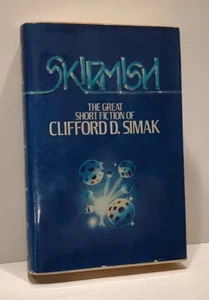 SKIRMISH
THE GREAT
SHORT FICTION OF
CLIFFORD D. SIMAK